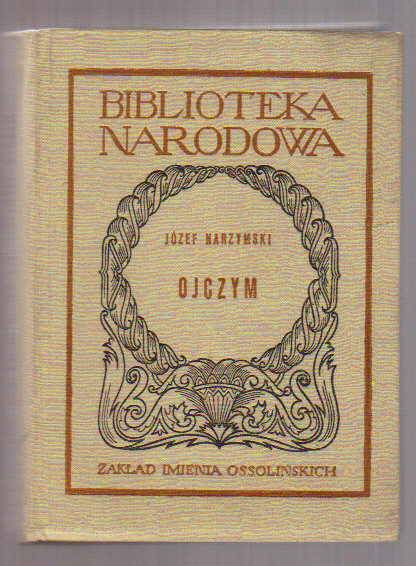 BIBLIOTEKA
NARODOWA
JÓZEF NARZYMSKI
OJCZYM
ZAKŁAD IMIENIA OSSOLIŃSKICH